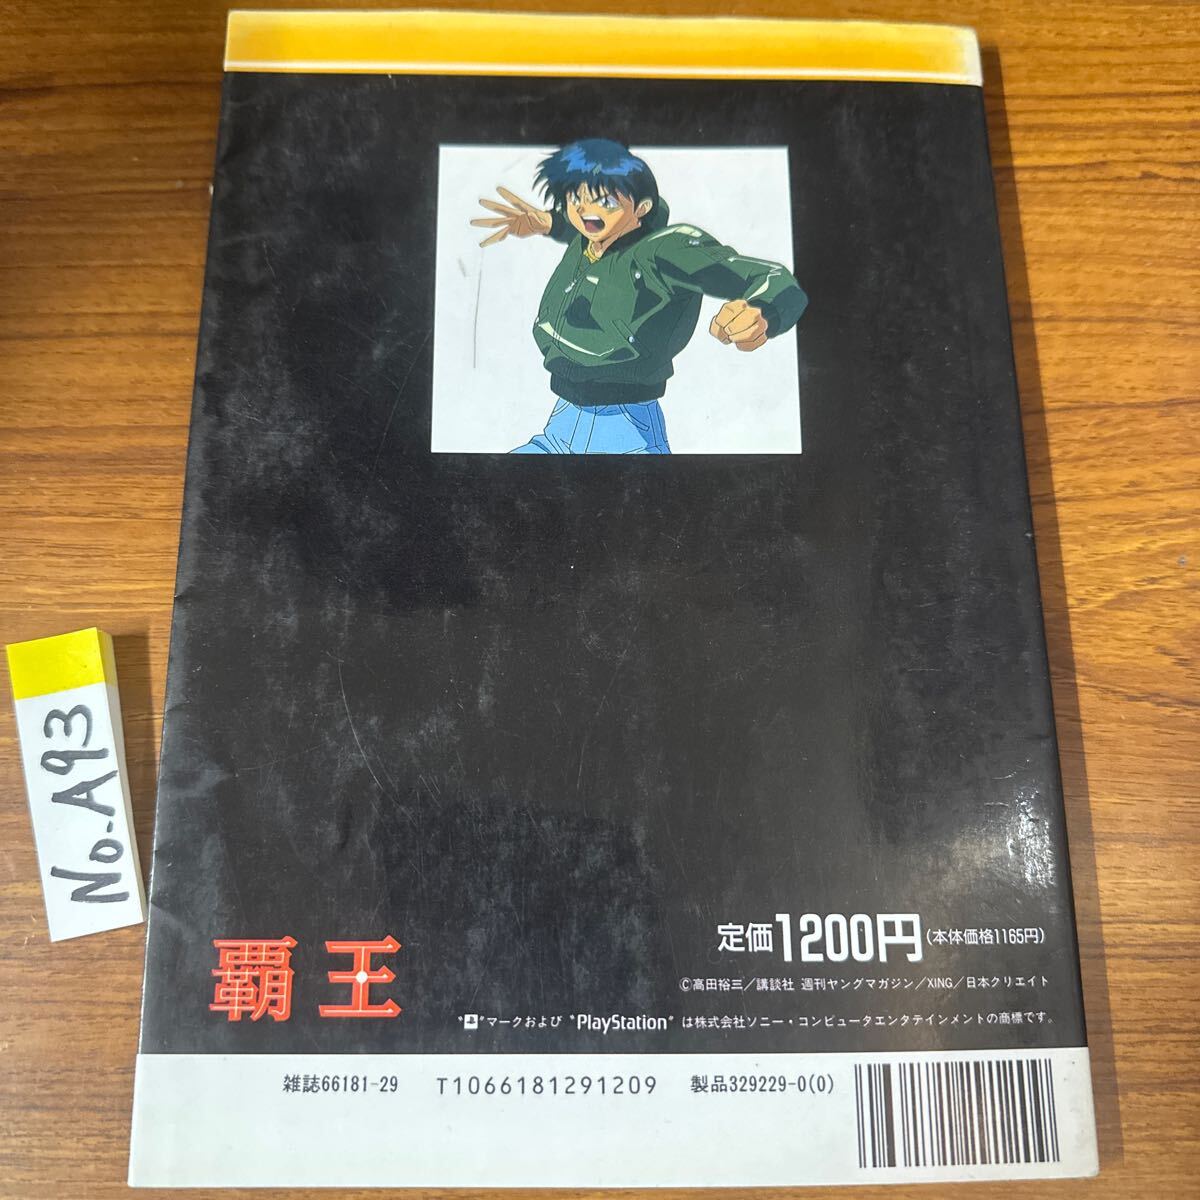 No-A93
定価1200円(本体価格1165円)
©高田裕三/講談社 週刊ヤングマガジン/XING/日本クリエイト
覇王
"PS"マークおよび "PlayStation" は株式会社ソニー・コンピュータエンタテインメントの商標です。
雑誌66181-29 T1066181291209 製品329229-0(0)